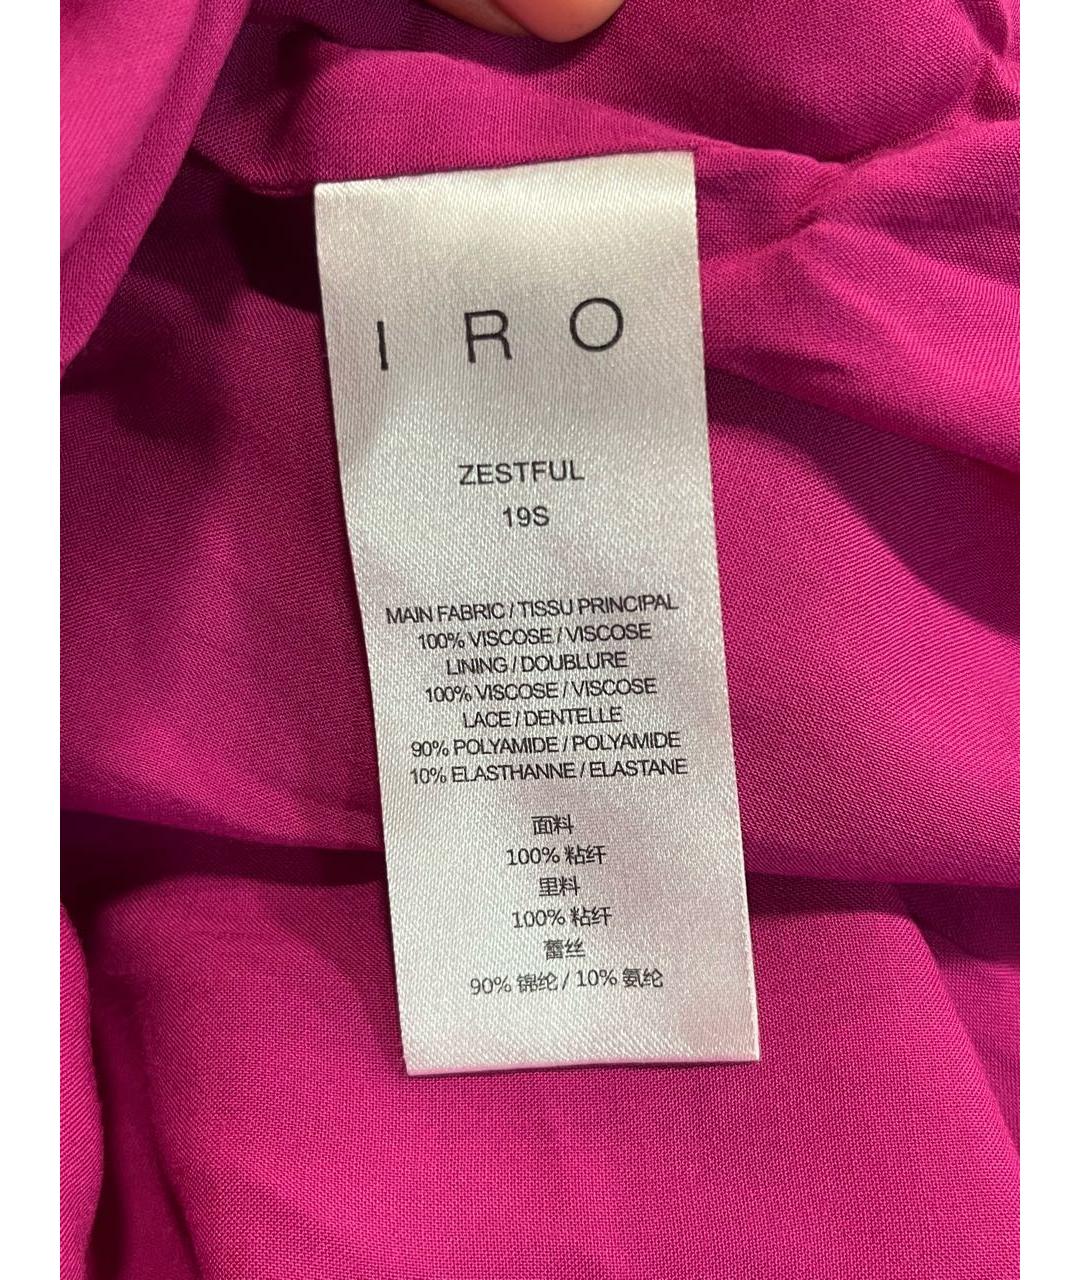 I R O
ZESTFUL
19S
MAIN FABRIC / TISSU PRINCIPAL
100% VISCOSE / VISCOSE
LINING / DOUBLURE
100% VISCOSE / VISCOSE
LACE / DENTELLE
90% POLYAMIDE / POLYAMIDE
10% ELASTHANNE / ELASTANE
面料
100% 粘纤
里料
100% 粘纤
蕾丝
90% 锦纶 / 10% 氨纶